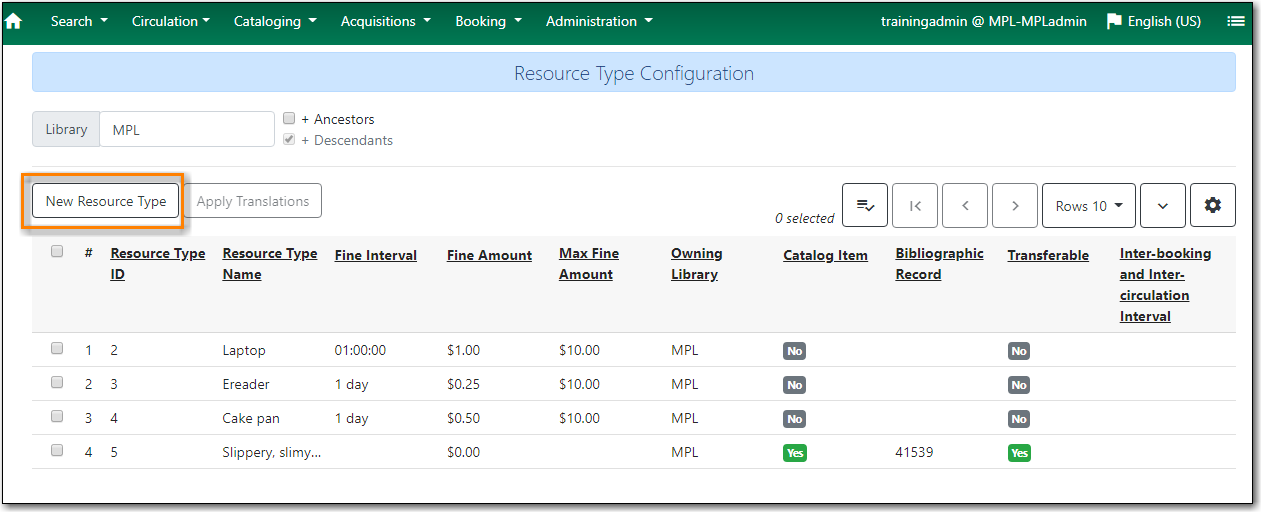 Search Circulation Cataloging Acquisitions Booking Administration trainingadmin @ MPL-MPLadmin English (US)
Resource Type Configuration
Library MPL + Ancestors
+ Descendants
New Resource Type Apply Translations 0 selected Rows 10
# Resource Type ID Resource Type Name Fine Interval Fine Amount Max Fine Amount Owning Library Catalog Item Bibliographic Record Transferable Inter-booking and Inter-circulation Interval
1 2 Laptop 01:00:00 $1.00 $10.00 MPL No No
2 3 Ereader 1 day $0.25 $10.00 MPL No No
3 4 Cake pan 1 day $0.50 $10.00 MPL No No
4 5 Slippery, slimy... $0.00 MPL Yes 41539 Yes